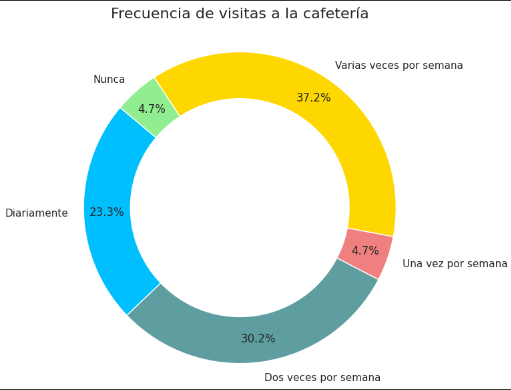 Frecuencia de visitas a la cafetería
Varias veces por semana
37.2%
Nunca
4.7%
Diariamente
23.3%
Una vez por semana
4.7%
Dos veces por semana
30.2%